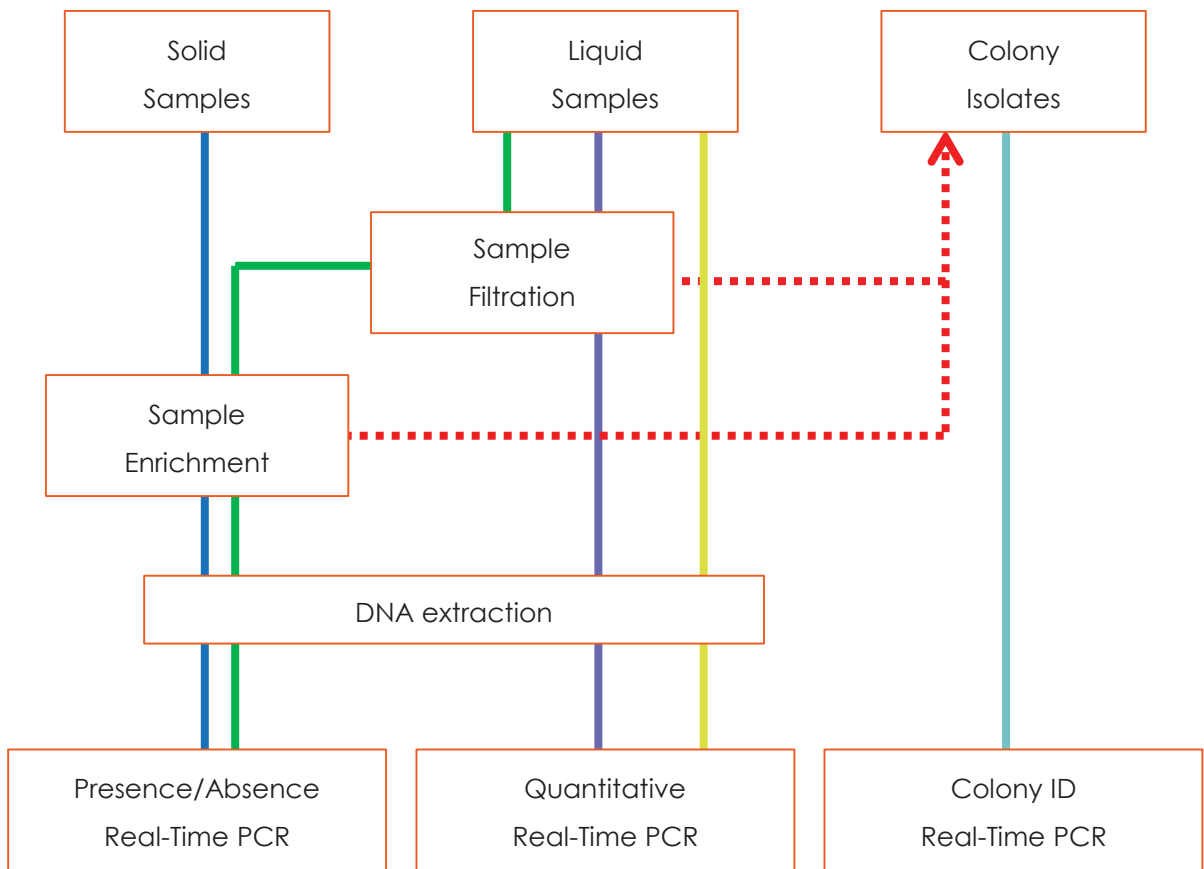 Solid
Samples
Liquid
Samples
Colony
Isolates
Sample
Filtration
Sample
Enrichment
DNA extraction
Presence/Absence
Real-Time PCR
Quantitative
Real-Time PCR
Colony ID
Real-Time PCR